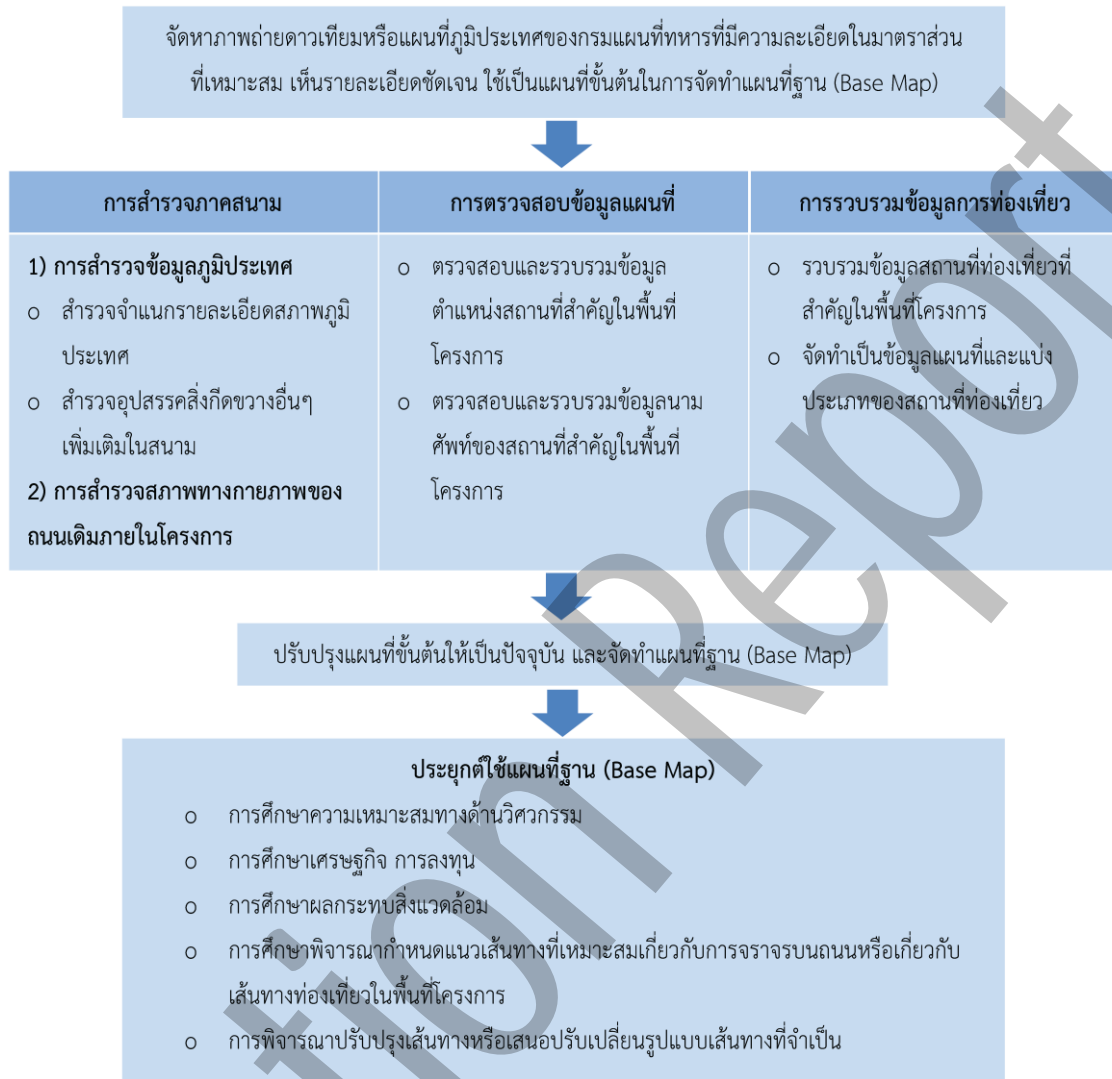 จัดหาภาพถ่ายดาวเทียมหรือแผนที่ภูมิประเทศของกรมแผนที่ทหารที่มีความละเอียดในมาตราส่วน
ที่เหมาะสม เห็นรายละเอียดชัดเจน ใช้เป็นแผนที่ขั้นต้นในการจัดทำแผนที่ฐาน (Base Map)
การสำรวจภาคสนาม
1) การสำรวจข้อมูลภูมิประเทศ
o สำรวจจำแนกรายละเอียดสภาพภูมิ
ประเทศ
o สำรวจอุปสรรคสิ่งกีดขวางอื่นๆ
เพิ่มเติมในสนาม
2) การสำรวจสภาพทางกายภาพของ
ถนนเดิมภายในโครงการ
การตรวจสอบข้อมูลแผนที่
o ตรวจสอบและรวบรวมข้อมูล
ตำแหน่งสถานที่สำคัญในพื้นที่
โครงการ
o ตรวจสอบและรวบรวมข้อมูลนาม
ศัพท์ของสถานที่สำคัญในพื้นที่
โครงการ
การรวบรวมข้อมูลการท่องเที่ยว
o รวบรวมข้อมูลสถานที่ท่องเที่ยวที่
สำคัญในพื้นที่โครงการ
o จัดทำเป็นข้อมูลแผนที่และแบ่ง
ประเภทของสถานที่ท่องเที่ยว
ปรับปรุงแผนที่ขั้นต้นให้เป็นปัจจุบัน และจัดทำแผนที่ฐาน (Base Map)
ประยุกต์ใช้แผนที่ฐาน (Base Map)
o การศึกษาความเหมาะสมทางด้านวิศวกรรม
o การศึกษาเศรษฐกิจ การลงทุน
o การศึกษาผลกระทบสิ่งแวดล้อม
o การศึกษาพิจารณากำหนดแนวเส้นทางที่เหมาะสมเกี่ยวกับการจราจรบนถนนหรือเกี่ยวกับ
เส้นทางท่องเที่ยวในพื้นที่โครงการ
o การพิจารณาปรับปรุงเส้นทางหรือเสนอปรับเปลี่ยนรูปแบบเส้นทางที่จำเป็น
tion Report